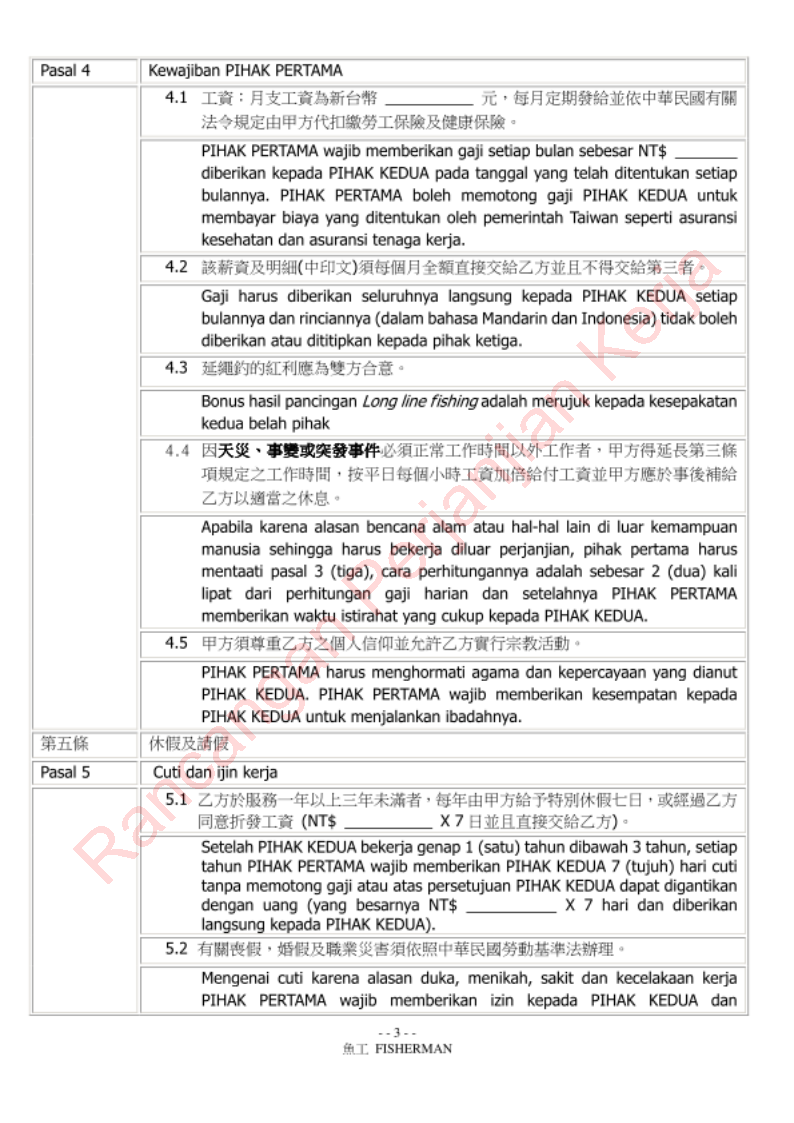 Pasal 4 Kewajiban PIHAK PERTAMA
4.1 工資：月支工資為新台幣 ___________ 元，每月定期發給並依中華民國有關
法令規定由甲方代扣繳勞工保險及健康保險。
PIHAK PERTAMA wajib memberikan gaji setiap bulan sebesar NT$ ________
diberikan kepada PIHAK KEDUA pada tanggal yang telah ditentukan setiap
bulannya. PIHAK PERTAMA boleh memotong gaji PIHAK KEDUA untuk
membayar biaya yang ditentukan oleh pemerintah Taiwan seperti asuransi
kesehatan dan asuransi tenaga kerja.
4.2 該薪資及明細(中印文)須每個月全額直接交給乙方並且不得交給第三者。
Gaji harus diberikan seluruhnya langsung kepada PIHAK KEDUA setiap
bulannya dan rinciannya (dalam bahasa Mandarin dan Indonesia) tidak boleh
diberikan atau dititipkan kepada pihak ketiga.
4.3 延繩釣的紅利應為雙方合意。
Bonus hasil pancingan Long line fishing adalah merujuk kepada kesepakatan
kedua belah pihak
4.4 因天災、事變或突發事件必須正常工作時間以外工作者，甲方得延長第三條
項規定之工作時間，按平日每個小時工資加倍給付工資並甲方應於事後補給
乙方以適當之休息。
Apabila karena alasan bencana alam atau hal-hal lain di luar kemampuan
manusia sehingga harus bekerja diluar perjanjian, pihak pertama harus
mentaati pasal 3 (tiga), cara perhitungannya adalah sebesar 2 (dua) kali
lipat dari perhitungan gaji harian dan setelahnya PIHAK PERTAMA
memberikan waktu istirahat yang cukup kepada PIHAK KEDUA.
4.5 甲方須尊重乙方之個人信仰並允許乙方實行宗教活動。
PIHAK PERTAMA harus menghormati agama dan kepercayaan yang dianut
PIHAK KEDUA. PIHAK PERTAMA wajib memberikan kesempatan kepada
PIHAK KEDUA untuk menjalankan ibadahnya.
第五條 休假及請假
Pasal 5 Cuti dan ijin kerja
5.1 乙方於服務一年以上三年未滿者，每年由甲方給予特別休假七日，或經過乙方
同意折發工資 (NT$ ___________ X 7 日並且直接交給乙方)。
Setelah PIHAK KEDUA bekerja genap 1 (satu) tahun dibawah 3 tahun, setiap
tahun PIHAK PERTAMA wajib memberikan PIHAK KEDUA 7 (tujuh) hari cuti
tanpa memotong gaji atau atas persetujuan PIHAK KEDUA dapat digantikan
dengan uang (yang besarnya NT$ ___________ X 7 hari dan diberikan
langsung kepada PIHAK KEDUA).
5.2 有關喪假，婚假及職業災害須依照中華民國勞動基準法辦理。
Mengenai cuti karena alasan duka, menikah, sakit dan kecelakaan kerja
PIHAK PERTAMA wajib memberikan izin kepada PIHAK KEDUA dan
- - 3 - -
魚工 FISHERMAN
Rancangan Perjanjian Kerja